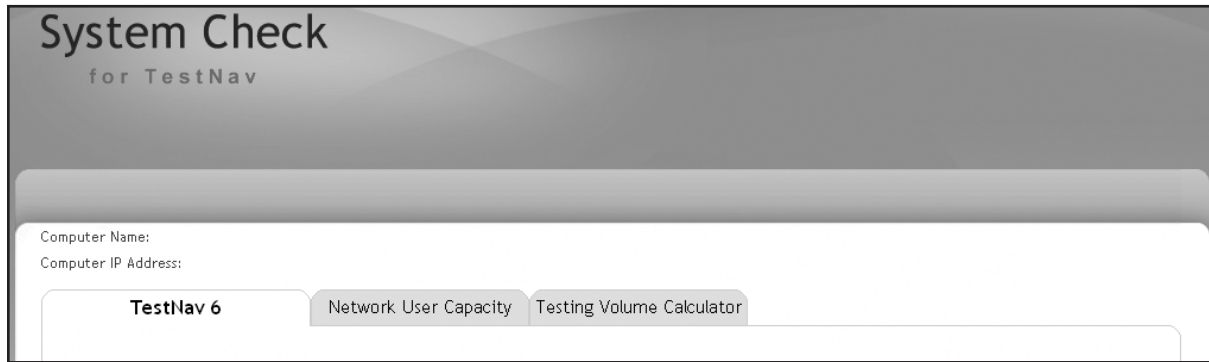 System Check
for TestNav
Computer Name:
Computer IP Address:
TestNav 6 Network User Capacity Testing Volume Calculator